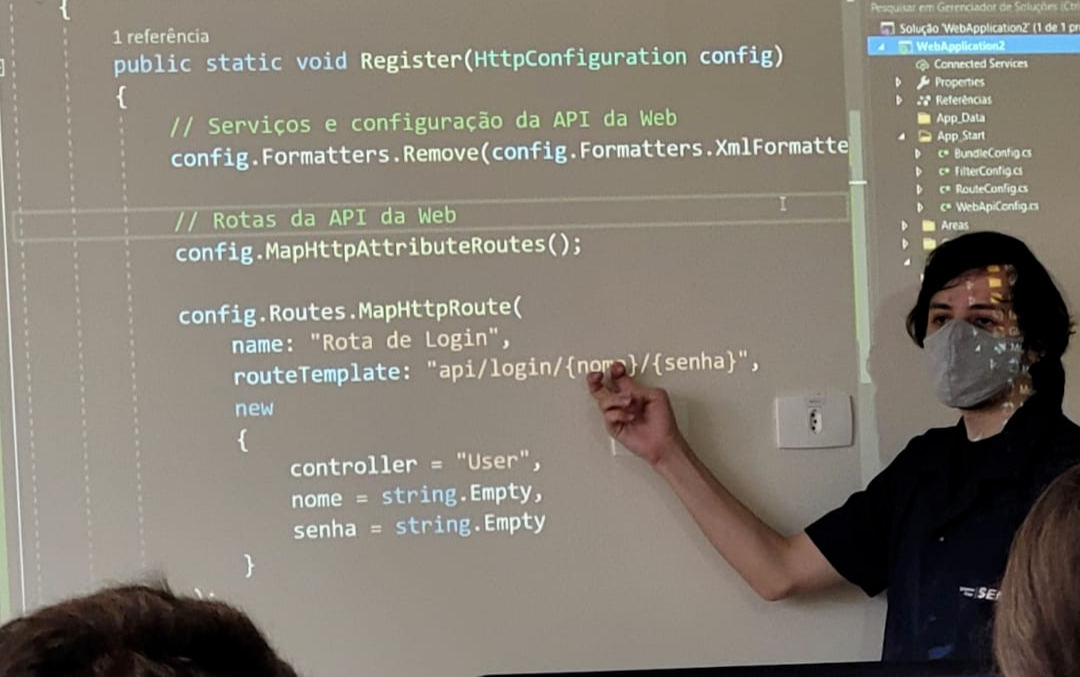 {
1 referência
public static void Register(HttpConfiguration config)
{
// Serviços e configuração da API da Web
config.Formatters.Remove(config.Formatters.XmlFormatte
// Rotas da API da Web
config.MapHttpAttributeRoutes();
config.Routes.MapHttpRoute(
name: "Rota de Login",
routeTemplate: "api/login/{nome}/{senha}",
new
{
controller = "User",
nome = string.Empty,
senha = string.Empty
}
Pesquisar em Gerenciador de Soluções (Ctrl
Solução 'WebApplication2' (1 de 1 pr
WebApplication2
Connected Services
Properties
Referências
App_Data
App_Start
C# BundleConfig.cs
C# FilterConfig.cs
C# RouteConfig.cs
C# WebApiConfig.cs
Areas